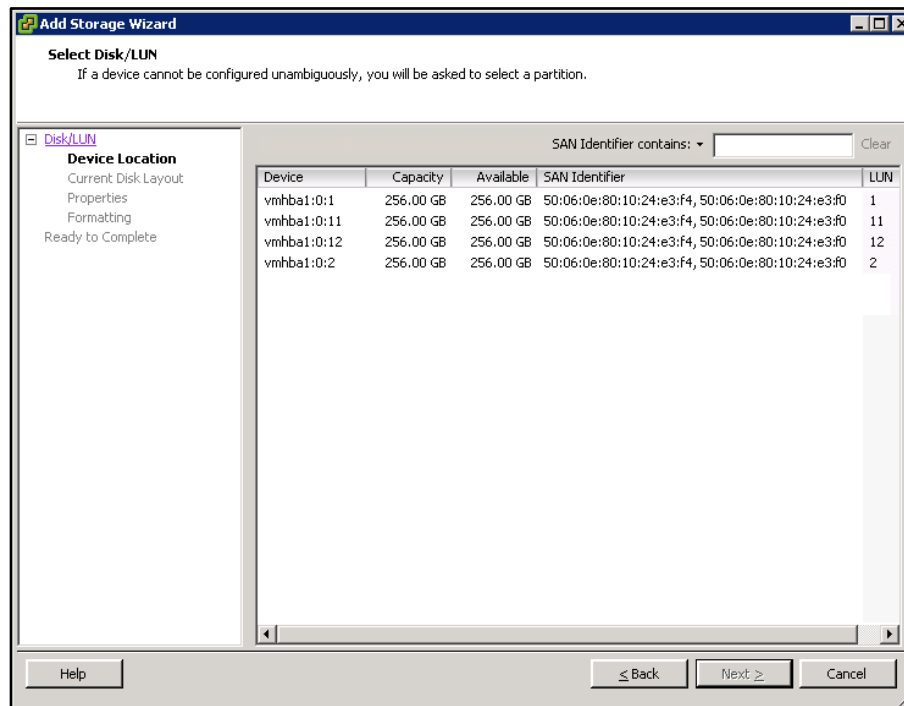 Add Storage Wizard
Select Disk/LUN
If a device cannot be configured unambiguously, you will be asked to select a partition.
Disk/LUN
Device Location
Current Disk Layout
Properties
Formatting
Ready to Complete
SAN Identifier contains: Clear
Device Capacity Available SAN Identifier LUN
vmhba1:0:1 256.00 GB 256.00 GB 50:06:0e:80:10:24:e3:f4, 50:06:0e:80:10:24:e3:f0 1
vmhba1:0:11 256.00 GB 256.00 GB 50:06:0e:80:10:24:e3:f4, 50:06:0e:80:10:24:e3:f0 11
vmhba1:0:12 256.00 GB 256.00 GB 50:06:0e:80:10:24:e3:f4, 50:06:0e:80:10:24:e3:f0 12
vmhba1:0:2 256.00 GB 256.00 GB 50:06:0e:80:10:24:e3:f4, 50:06:0e:80:10:24:e3:f0 2
Help < Back Next > Cancel